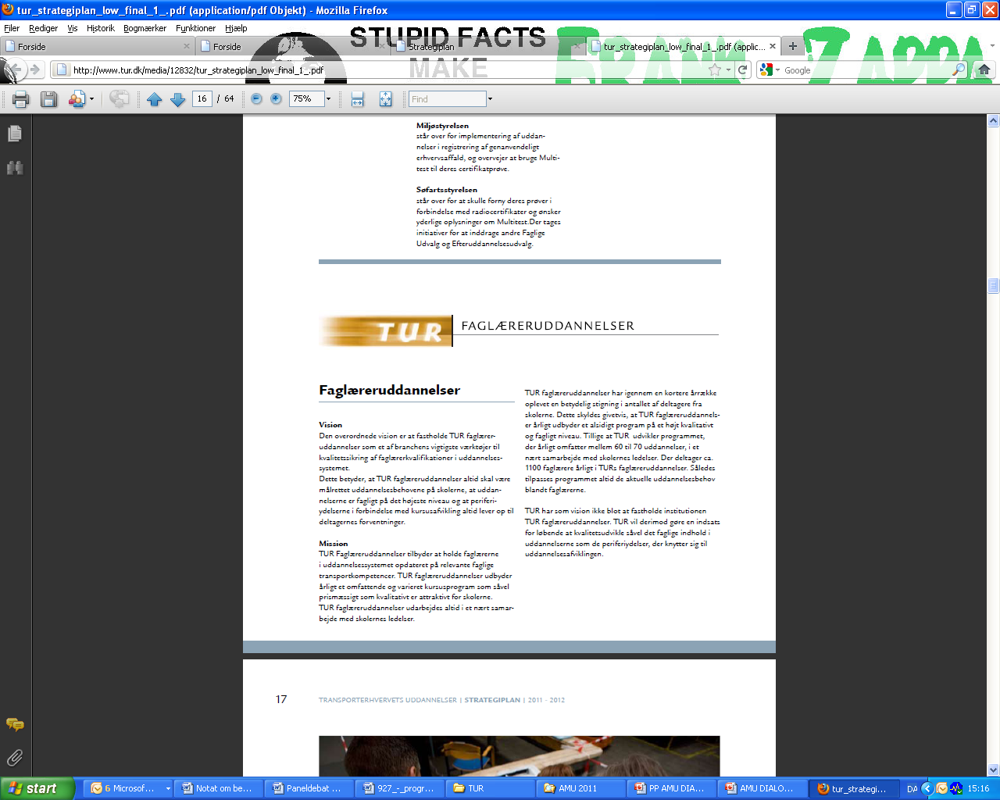 tur_strategiplan_low_final_1_.pdf (application/pdf Objekt) - Mozilla Firefox
Filer Rediger Vis Historik Bogmærker Funktioner Hjælp
STUPID FACTS
MAKE
FRANK ZAPPA
Forside
Forside
Strategiplan
tur_strategiplan_low_final_1_.pdf (applic...
http://www.tur.dk/media/12832/tur_strategiplan_low_final_1_.pdf
Google
16 / 64
75%
Find
Miljøstyrelsen
står over for implementering af uddan-
nelser i registrering af genanvendeligt
erhvervsaffald, og overvejer at bruge Multi-
test til deres certifikatprøve.
Søfartsstyrelsen
står over for at skulle forny deres prøver i
forbindelse med radiocertifikater og ønsker
yderlige oplysninger om Multitest.Der tages
initiativer for at inddrage andre Faglige
Udvalg og Efteruddannelsesudvalg.
TUR
FAGLÆRERUDDANNELSER
Faglæreruddannelser
Vision
Den overordnede vision er at fastholde TUR faglærer-
uddannelser som et af branchens vigtigste værktøjer til
kvalitetssikring af faglærerkvalifikationer i uddannelses-
systemet.
Dette betyder, at TUR faglæreruddannelser altid skal være
målrettet uddannelsesbehovene på skolerne, at uddan-
nelserne er fagligt på det højeste niveau og at periferi-
ydelserne i forbindelse med kursusafvikling altid lever op til
deltagernes forventninger.
Mission
TUR Faglæreruddannelser tilbyder at holde faglærerne
i uddannelsessystemet opdateret på relevante faglige
transportkompetencer. TUR faglæreruddannelser udbyder
årligt et omfattende og varieret kursusprogram som såvel
prismæssigt som kvalitativt er attraktivt for skolerne.
TUR faglæreruddannelser udarbejdes altid i et nært samar-
bejde med skolernes ledelser.
TUR faglæreruddannelser har igennem en kortere årrække
oplevet en betydelig stigning i antallet af deltagere fra
skolerne. Dette skyldes givetvis, at TUR faglæreruddannels-
er årligt udbyder et alsidigt program på et højt kvalitativt
og fagligt niveau. Tillige at TUR udvikler programmet,
der årligt omfatter mellem 60 til 70 uddannelser, i et
nært samarbejde med skolernes ledelser. Der deltager ca.
1100 faglærere årligt i TURs faglæreruddannelser. Således
tilpasses programmet altid de aktuelle uddannelsesbehov
blandt faglærerne.
TUR har som vision ikke blot at fastholde institutionen
TUR faglæreruddannelser. TUR vil derimod gøre en indsats
for løbende at kvalitetsudvikle såvel det faglige indhold i
uddannelserne som de periferiydelser, der knytter sig til
uddannelsesafviklingen.
17 TRANSPORTERHVERVETS UDDANNELSER | STRATEGIPLAN | 2011 - 2012
start 6 Microsof... Notat om be... Paneldebat 927_-_progr... TUR AMU 2011 PP AMU DIA... AMU DIALO... tur_strategi... DA 15:16